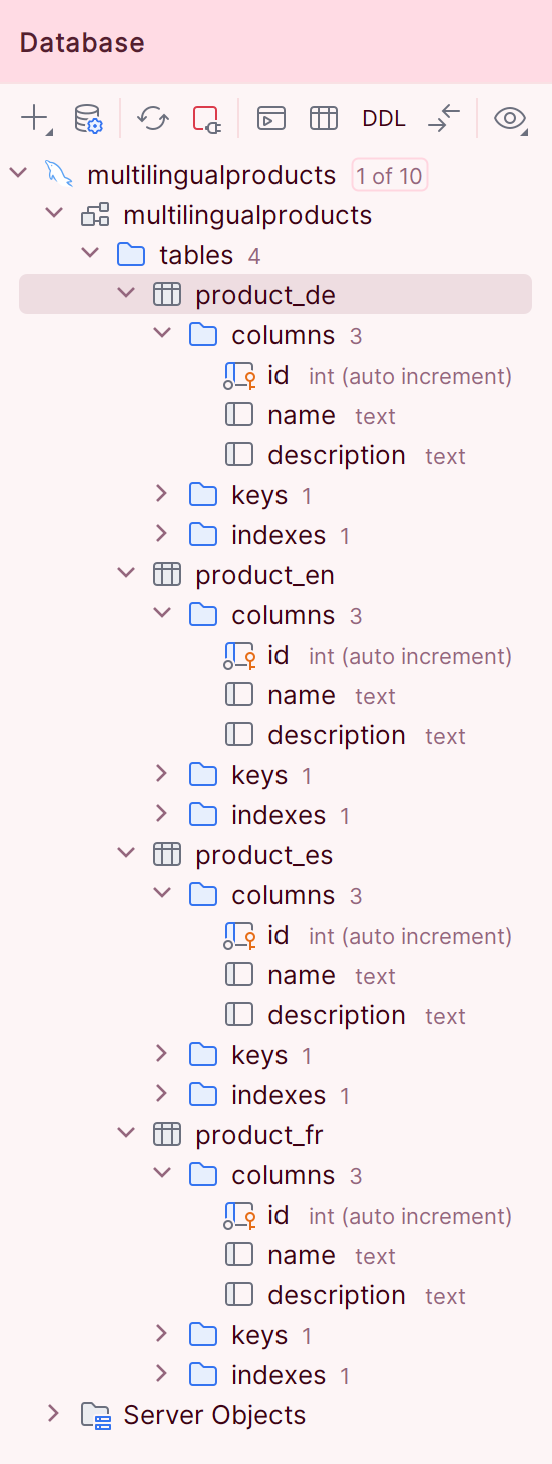 Database
DDL
multilingualproducts 1 of 10
multilingualproducts
tables 4
product_de
columns 3
id int (auto increment)
name text
description text
keys 1
indexes 1
product_en
columns 3
id int (auto increment)
name text
description text
keys 1
indexes 1
product_es
columns 3
id int (auto increment)
name text
description text
keys 1
indexes 1
product_fr
columns 3
id int (auto increment)
name text
description text
keys 1
indexes 1
Server Objects